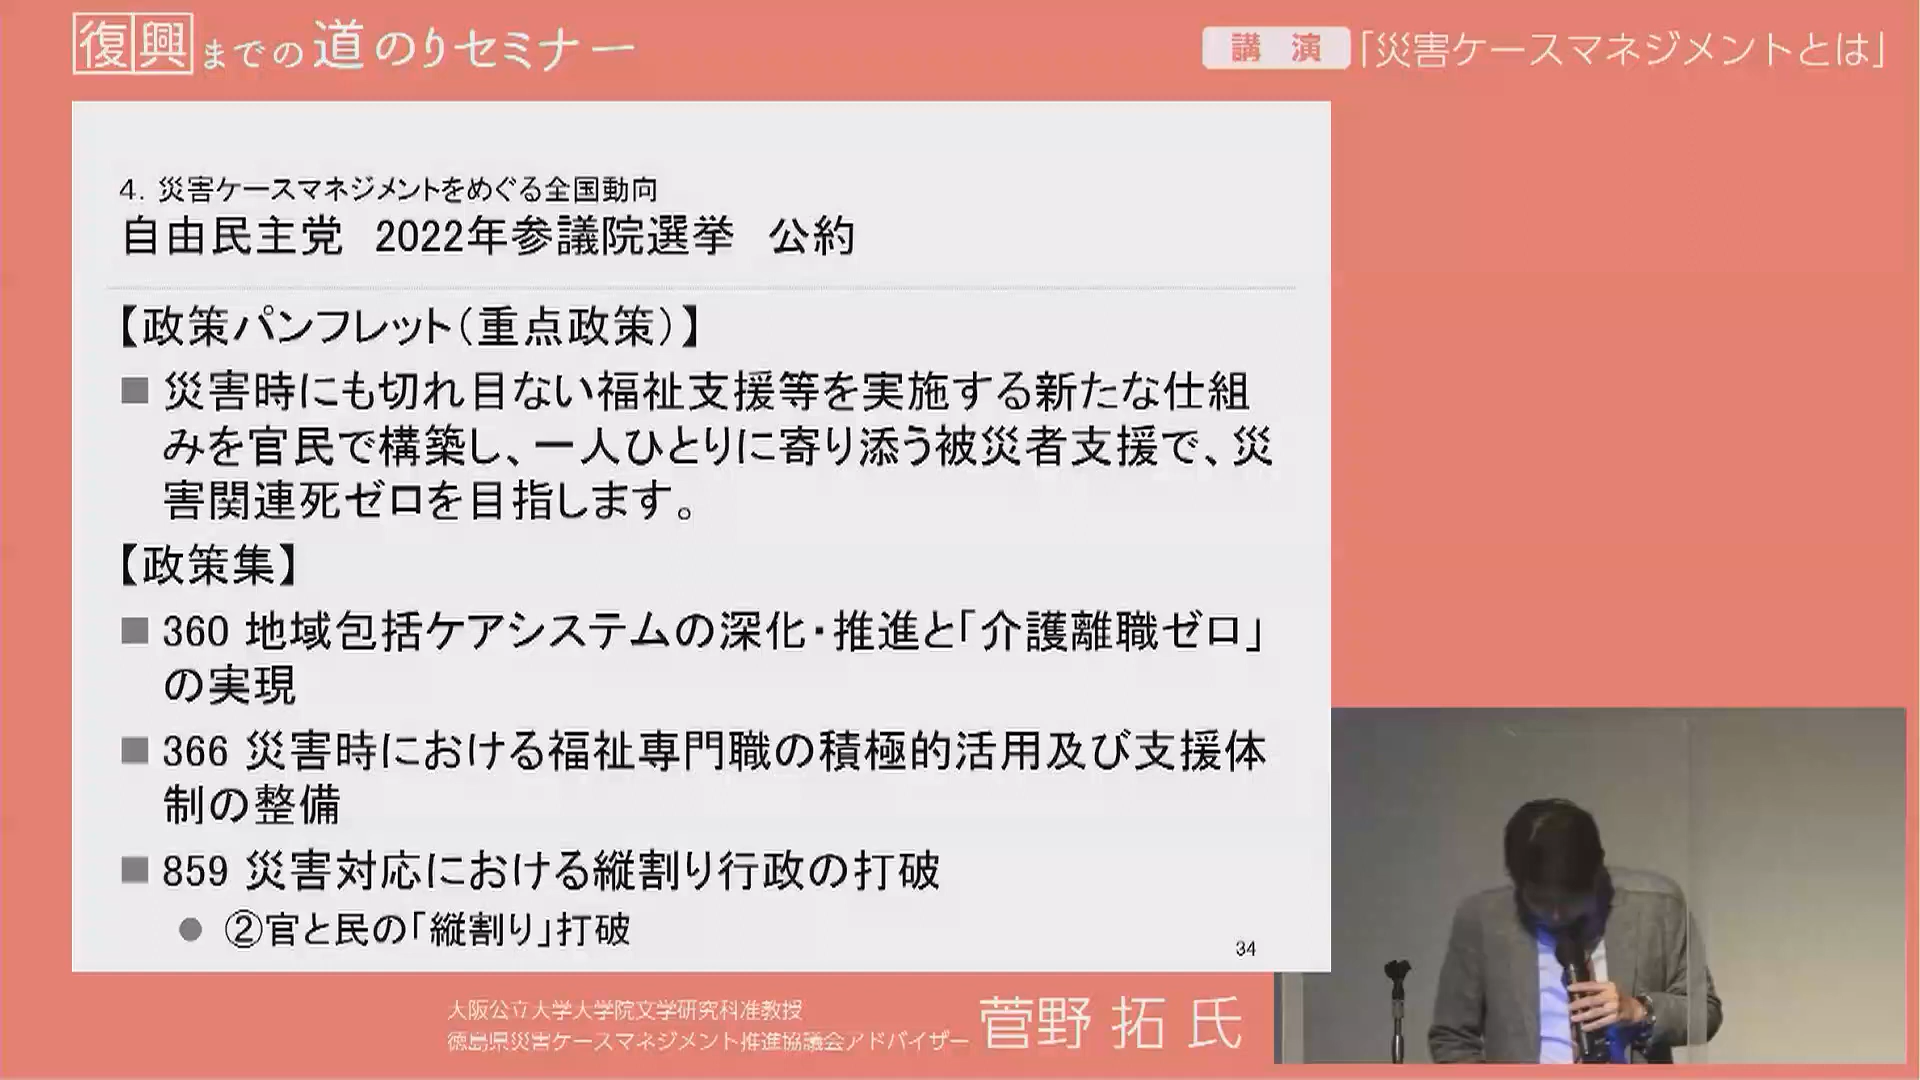 復興までの道のりセミナー
講演「災害ケースマネジメントとは」
4. 災害ケースマネジメントをめぐる全国動向
自由民主党 2022年参議院選挙 公約
【政策パンフレット(重点政策)】
■ 災害時にも切れ目ない福祉支援等を実施する新たな仕組
みを官民で構築し、一人ひとりに寄り添う被災者支援で、災
害関連死ゼロを目指します。
【政策集】
■ 360 地域包括ケアシステムの深化・推進と「介護離職ゼロ」
の実現
■ 366 災害時における福祉専門職の積極的活用及び支援体
制の整備
■ 859 災害対応における縦割り行政の打破
● ②官と民の「縦割り」打破
34
大阪公立大学大学院文学研究科准教授
徳島県災害ケースマネジメント推進協議会アドバイザー
菅野 拓 氏